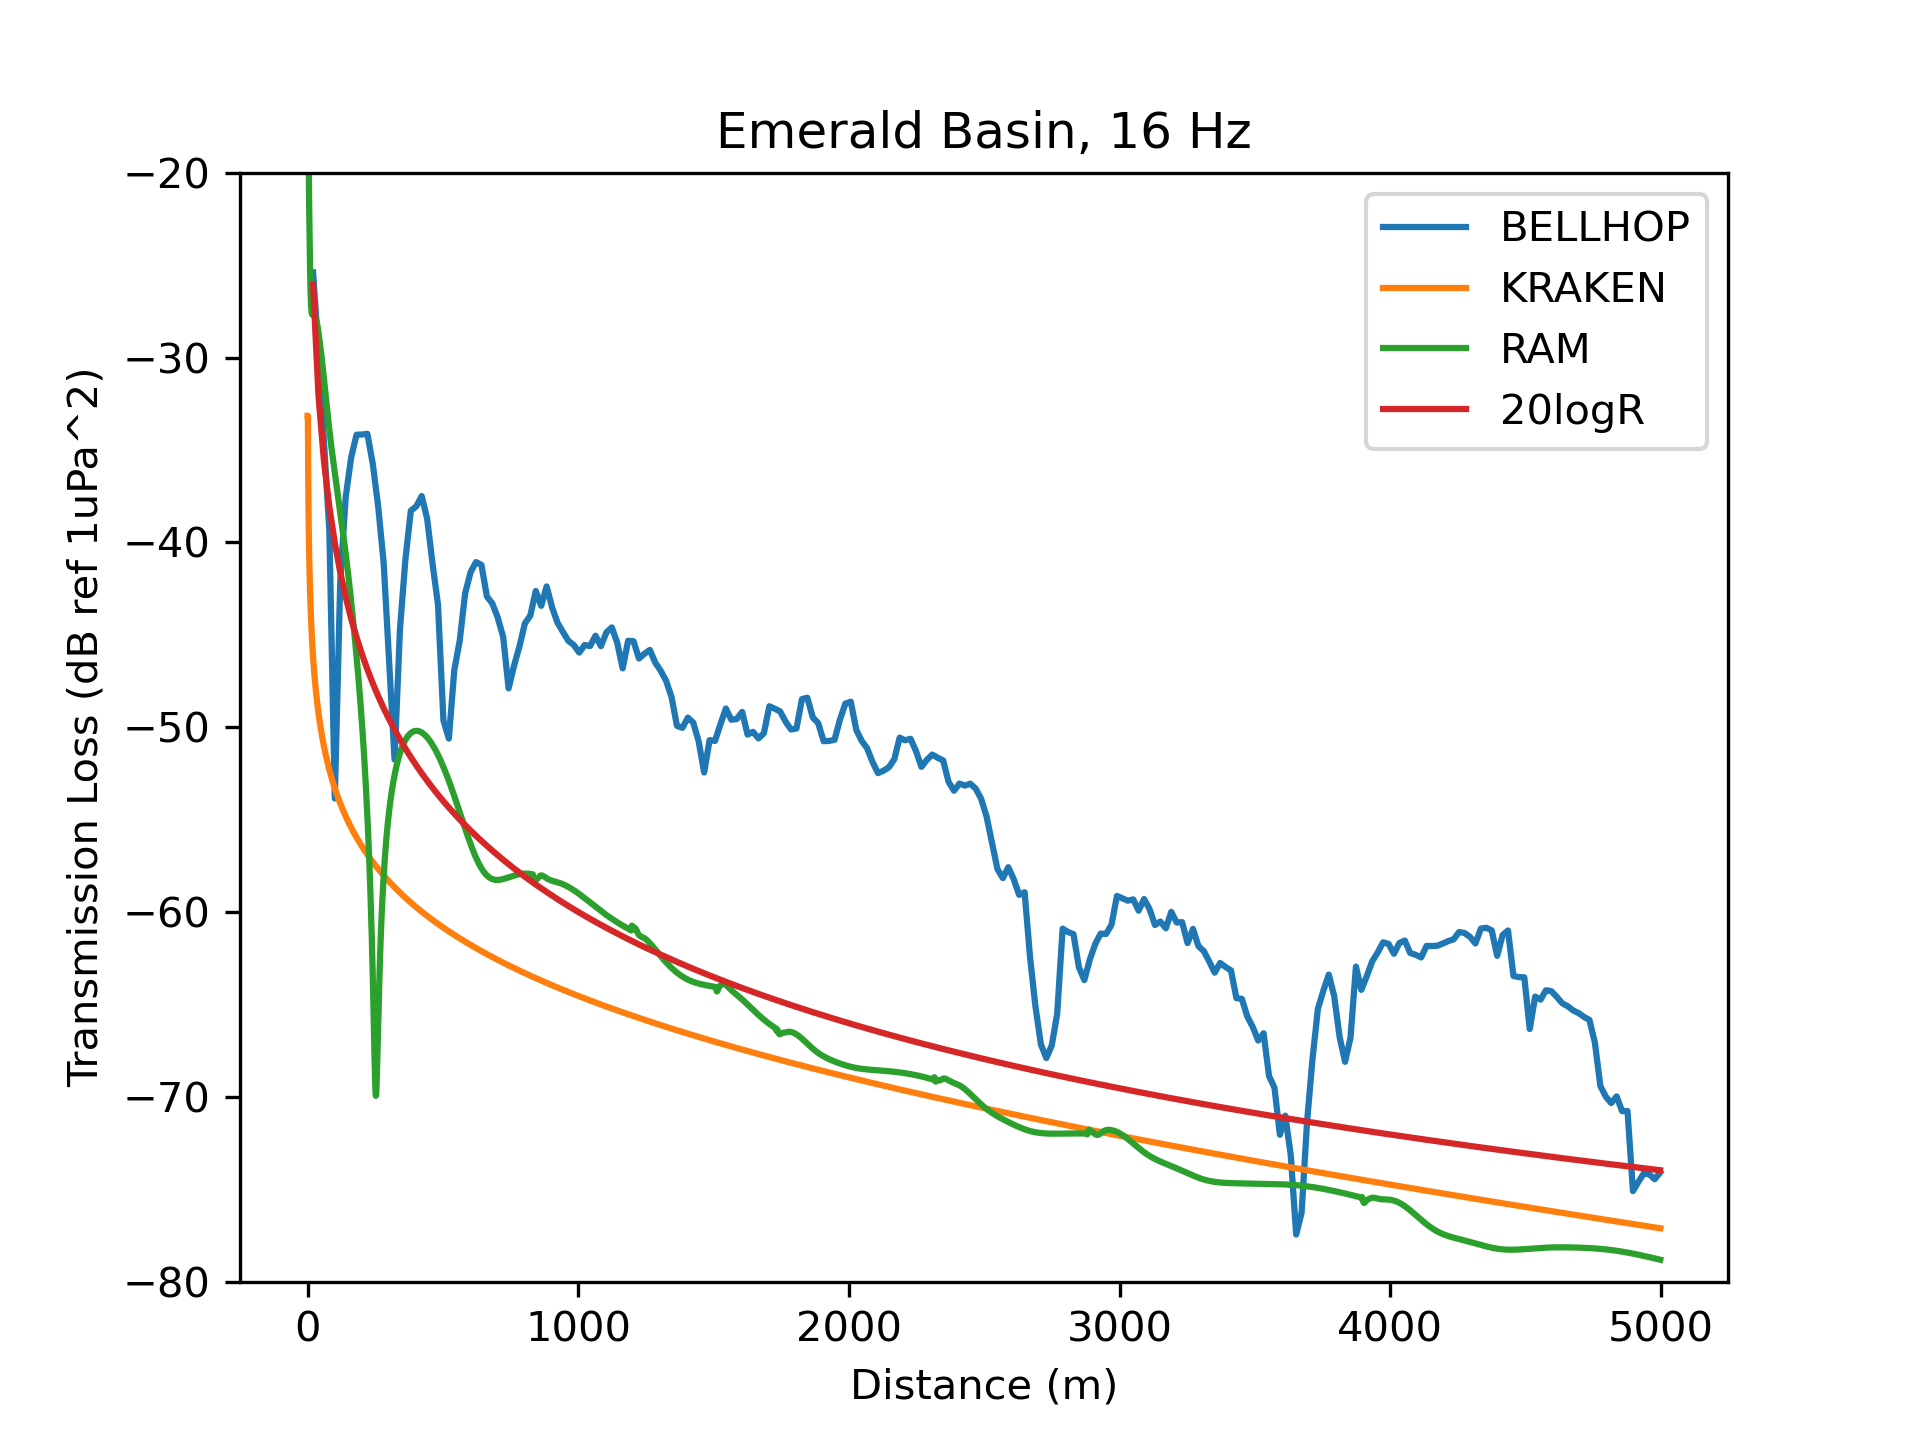 Emerald Basin, 16 Hz
−20
−30
−40
−50
−60
−70
−80
Transmission Loss (dB ref 1uPa^2)
BELLHOP
KRAKEN
RAM
20logR
0 1000 2000 3000 4000 5000
Distance (m)